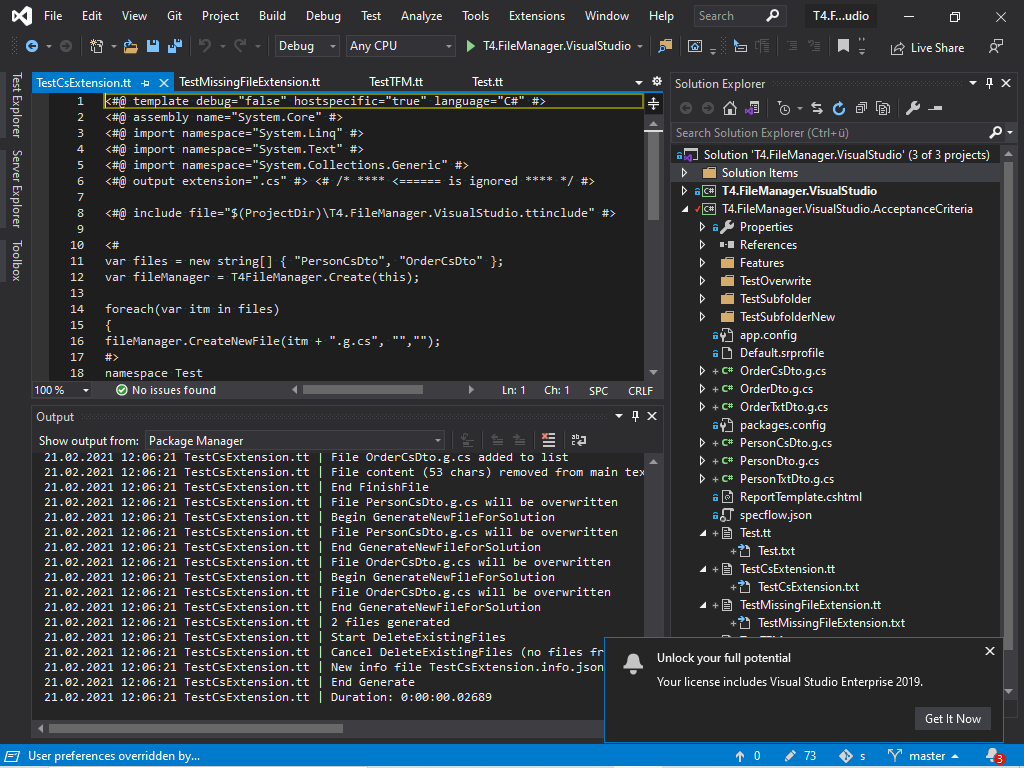 File Edit View Git Project Build Debug Test Analyze Tools Extensions Window Help Search T4.F...udio
Debug Any CPU T4.FileManager.VisualStudio Live Share
Test Explorer
Server Explorer
Toolbox
TestCsExtension.tt TestMissingFileExtension.tt TestTFM.tt Test.tt
1 <#@ template debug="false" hostspecific="true" language="C#" #>
2 <#@ assembly name="System.Core" #>
3 <#@ import namespace="System.Linq" #>
4 <#@ import namespace="System.Text" #>
5 <#@ import namespace="System.Collections.Generic" #>
6 <#@ output extension=".cs" #> <# /* **** <====== is ignored **** */ #>
7
8 <#@ include file="$(ProjectDir)\T4.FileManager.VisualStudio.ttinclude" #>
9
10 <#
11 var files = new string[] { "PersonCsDto", "OrderCsDto" };
12 var fileManager = T4FileManager.Create(this);
13
14 foreach(var itm in files)
15 {
16 fileManager.CreateNewFile(itm + ".g.cs", "","");
17 #>
18 namespace Test
100 % No issues found Ln: 1 Ch: 1 SPC CRLF
Output
Show output from: Package Manager
21.02.2021 12:06:21 TestCsExtension.tt | File OrderCsDto.g.cs added to list
21.02.2021 12:06:21 TestCsExtension.tt | File content (53 chars) removed from main tex
21.02.2021 12:06:21 TestCsExtension.tt | End FinishFile
21.02.2021 12:06:21 TestCsExtension.tt | File PersonCsDto.g.cs will be overwritten
21.02.2021 12:06:21 TestCsExtension.tt | Begin GenerateNewFileForSolution
21.02.2021 12:06:21 TestCsExtension.tt | File PersonCsDto.g.cs will be overwritten
21.02.2021 12:06:21 TestCsExtension.tt | End GenerateNewFileForSolution
21.02.2021 12:06:21 TestCsExtension.tt | File OrderCsDto.g.cs will be overwritten
21.02.2021 12:06:21 TestCsExtension.tt | Begin GenerateNewFileForSolution
21.02.2021 12:06:21 TestCsExtension.tt | File OrderCsDto.g.cs will be overwritten
21.02.2021 12:06:21 TestCsExtension.tt | End GenerateNewFileForSolution
21.02.2021 12:06:21 TestCsExtension.tt | 2 files generated
21.02.2021 12:06:21 TestCsExtension.tt | Start DeleteExistingFiles
21.02.2021 12:06:21 TestCsExtension.tt | Cancel DeleteExistingFiles (no files fr
21.02.2021 12:06:21 TestCsExtension.tt | New info file TestCsExtension.info.json
21.02.2021 12:06:21 TestCsExtension.tt | End Generate
21.02.2021 12:06:21 TestCsExtension.tt | Duration: 0:00:00.02689
Solution Explorer
Search Solution Explorer (Ctrl+ü)
Solution 'T4.FileManager.VisualStudio' (3 of 3 projects)
Solution Items
C# T4.FileManager.VisualStudio
C# T4.FileManager.VisualStudio.AcceptanceCriteria
Properties
References
Features
TestOverwrite
TestSubfolder
TestSubfolderNew
app.config
Default.srprofile
C# OrderCsDto.g.cs
C# OrderDto.g.cs
C# OrderTxtDto.g.cs
packages.config
C# PersonCsDto.g.cs
C# PersonDto.g.cs
C# PersonTxtDto.g.cs
ReportTemplate.cshtml
specflow.json
Test.tt
Test.txt
TestCsExtension.tt
TestCsExtension.txt
TestMissingFileExtension.tt
TestMissingFileExtension.txt
Unlock your full potential
Your license includes Visual Studio Enterprise 2019.
Get It Now
User preferences overridden by... 0 73 s master 3